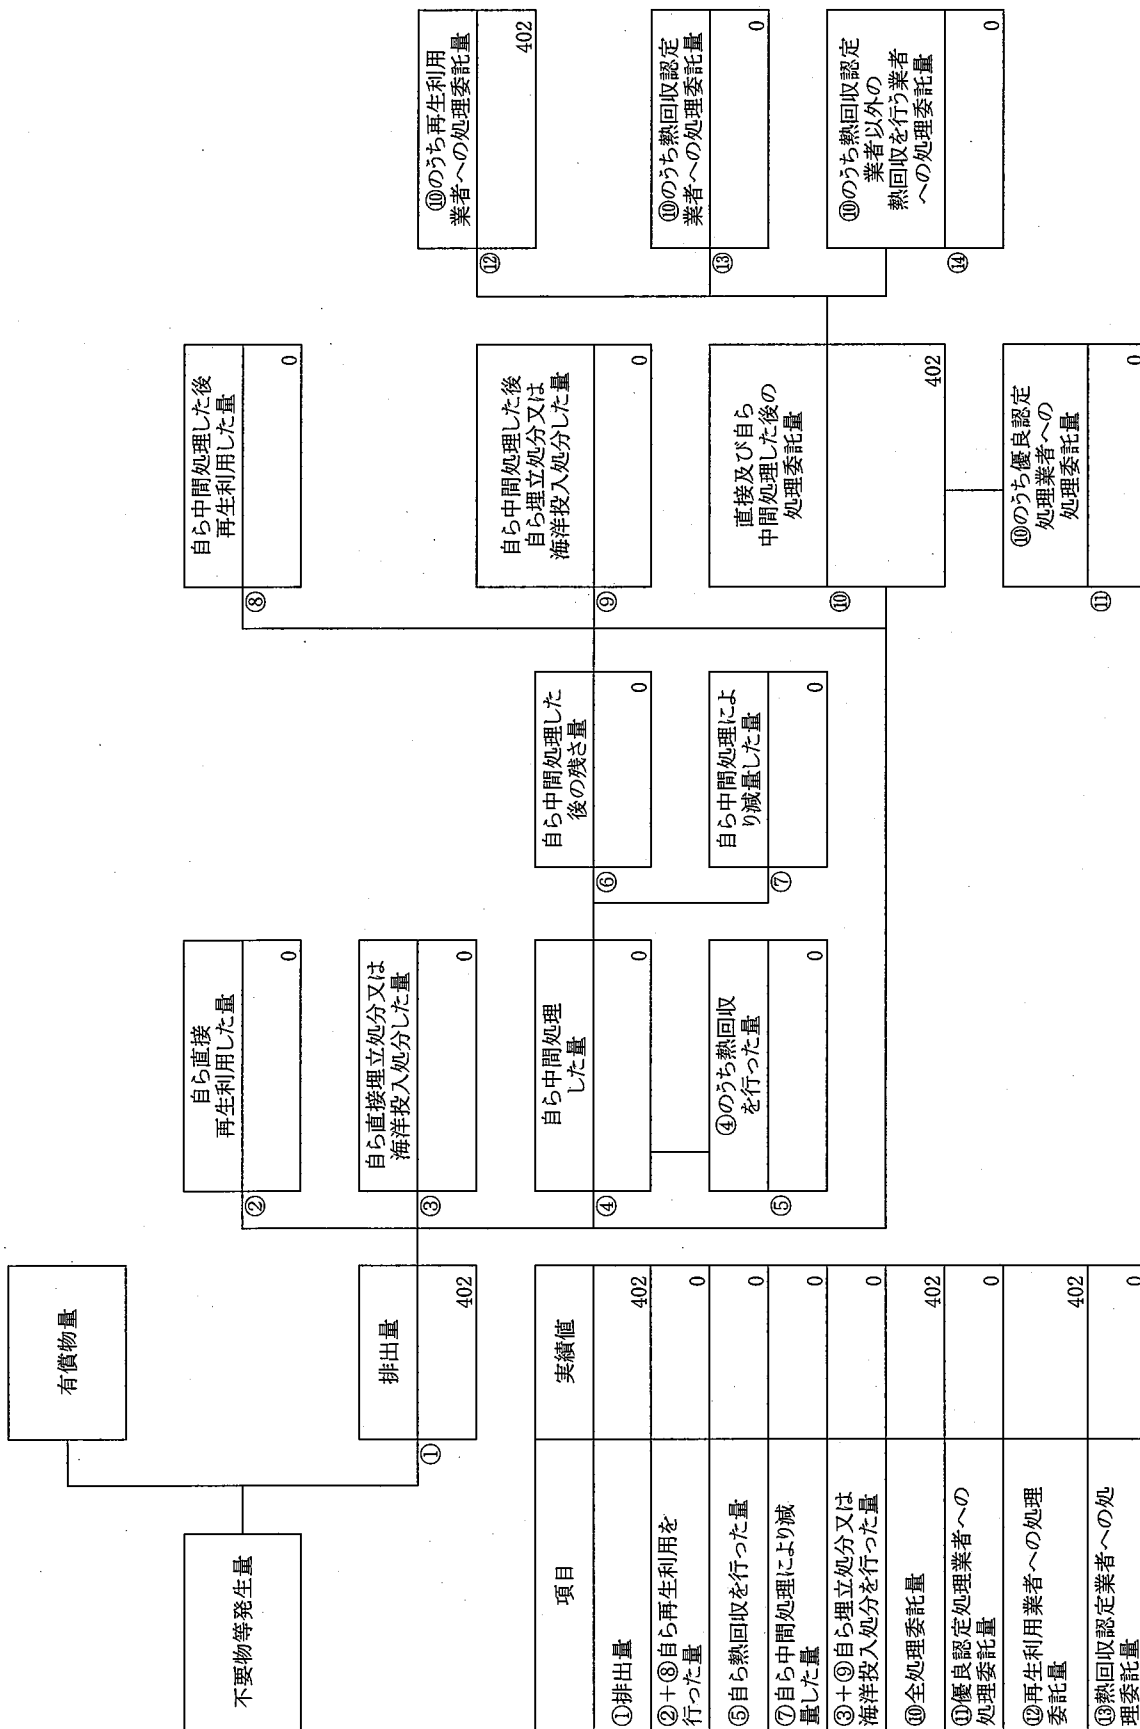 不要物等発生量
有償物量
排出量
①
402
自ら直接
再生利用した量
②
0
自ら直接埋立処分又は
海洋投入処分した量
③
0
自ら中間処理
した量
④
④のうち熱回収
を行った量
⑤
0
自ら中間処理した
後の残さ量
⑥
0
自ら中間処理によ
り減量した量
⑦
0
自ら中間処理した後
再生利用した量
⑧
0
自ら中間処理した後
自ら埋立処分又は
海洋投入処分した量
⑨
0
直接及び自ら
中間処理した後の
処理委託量
⑩
402
⑩のうち優良認定
処理業者への
処理委託量
⑪
0
⑩のうち再生利用
業者への処理委託量
⑫
402
⑩のうち熱回収認定
業者への処理委託量
⑬
0
⑩のうち熱回収認定
業者以外の
熱回収を行う業者
への処理委託量
⑭
0
項目 実績値
①排出量 402
②+⑧自ら再生利用を
行った量 0
⑤自ら熱回収を行った量 0
⑦自ら中間処理により減
量した量 0
③+⑨自ら埋立処分又は
海洋投入処分を行った量 0
⑩全処理委託量 402
⑪優良認定処理業者への
処理委託量 0
⑫再生利用業者への処理
委託量 402
⑬熱回収認定業者への処
理委託量 0